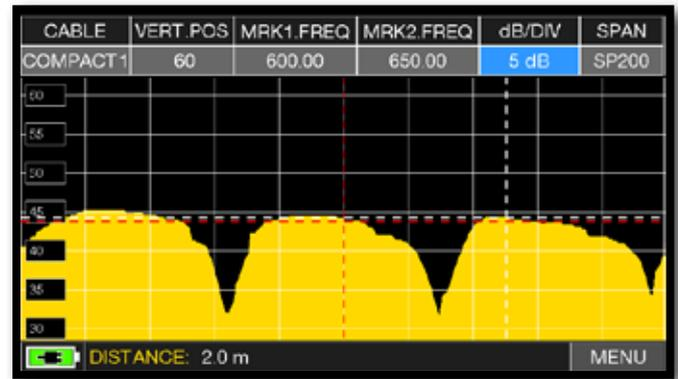 CABLE VERT.POS MRK1.FREQ MRK2.FREQ dB/DIV SPAN
COMPACT1 60 600.00 650.00 5 dB SP200
60
55
50
45
40
35
30
DISTANCE: 2.0 m MENU